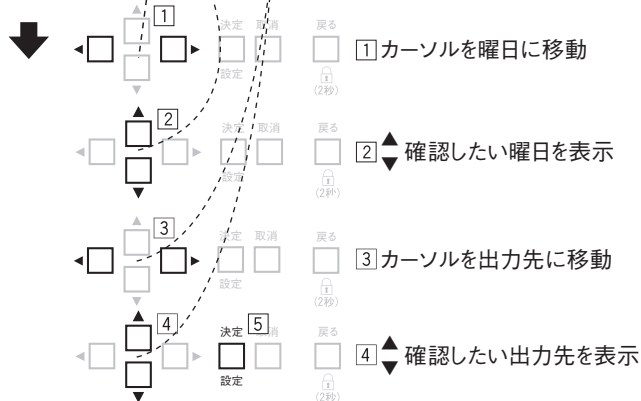 1
決定 取消 戻る
1 カーソルを曜日に移動
設定
(2秒)
2
決定 取消 戻る
2 ▲▼ 確認したい曜日を表示
設定
(2秒)
3
決定 取消 戻る
3 カーソルを出力先に移動
設定
(2秒)
4 決定 5 取消 戻る
4 ▲▼ 確認したい出力先を表示
設定
(2秒)